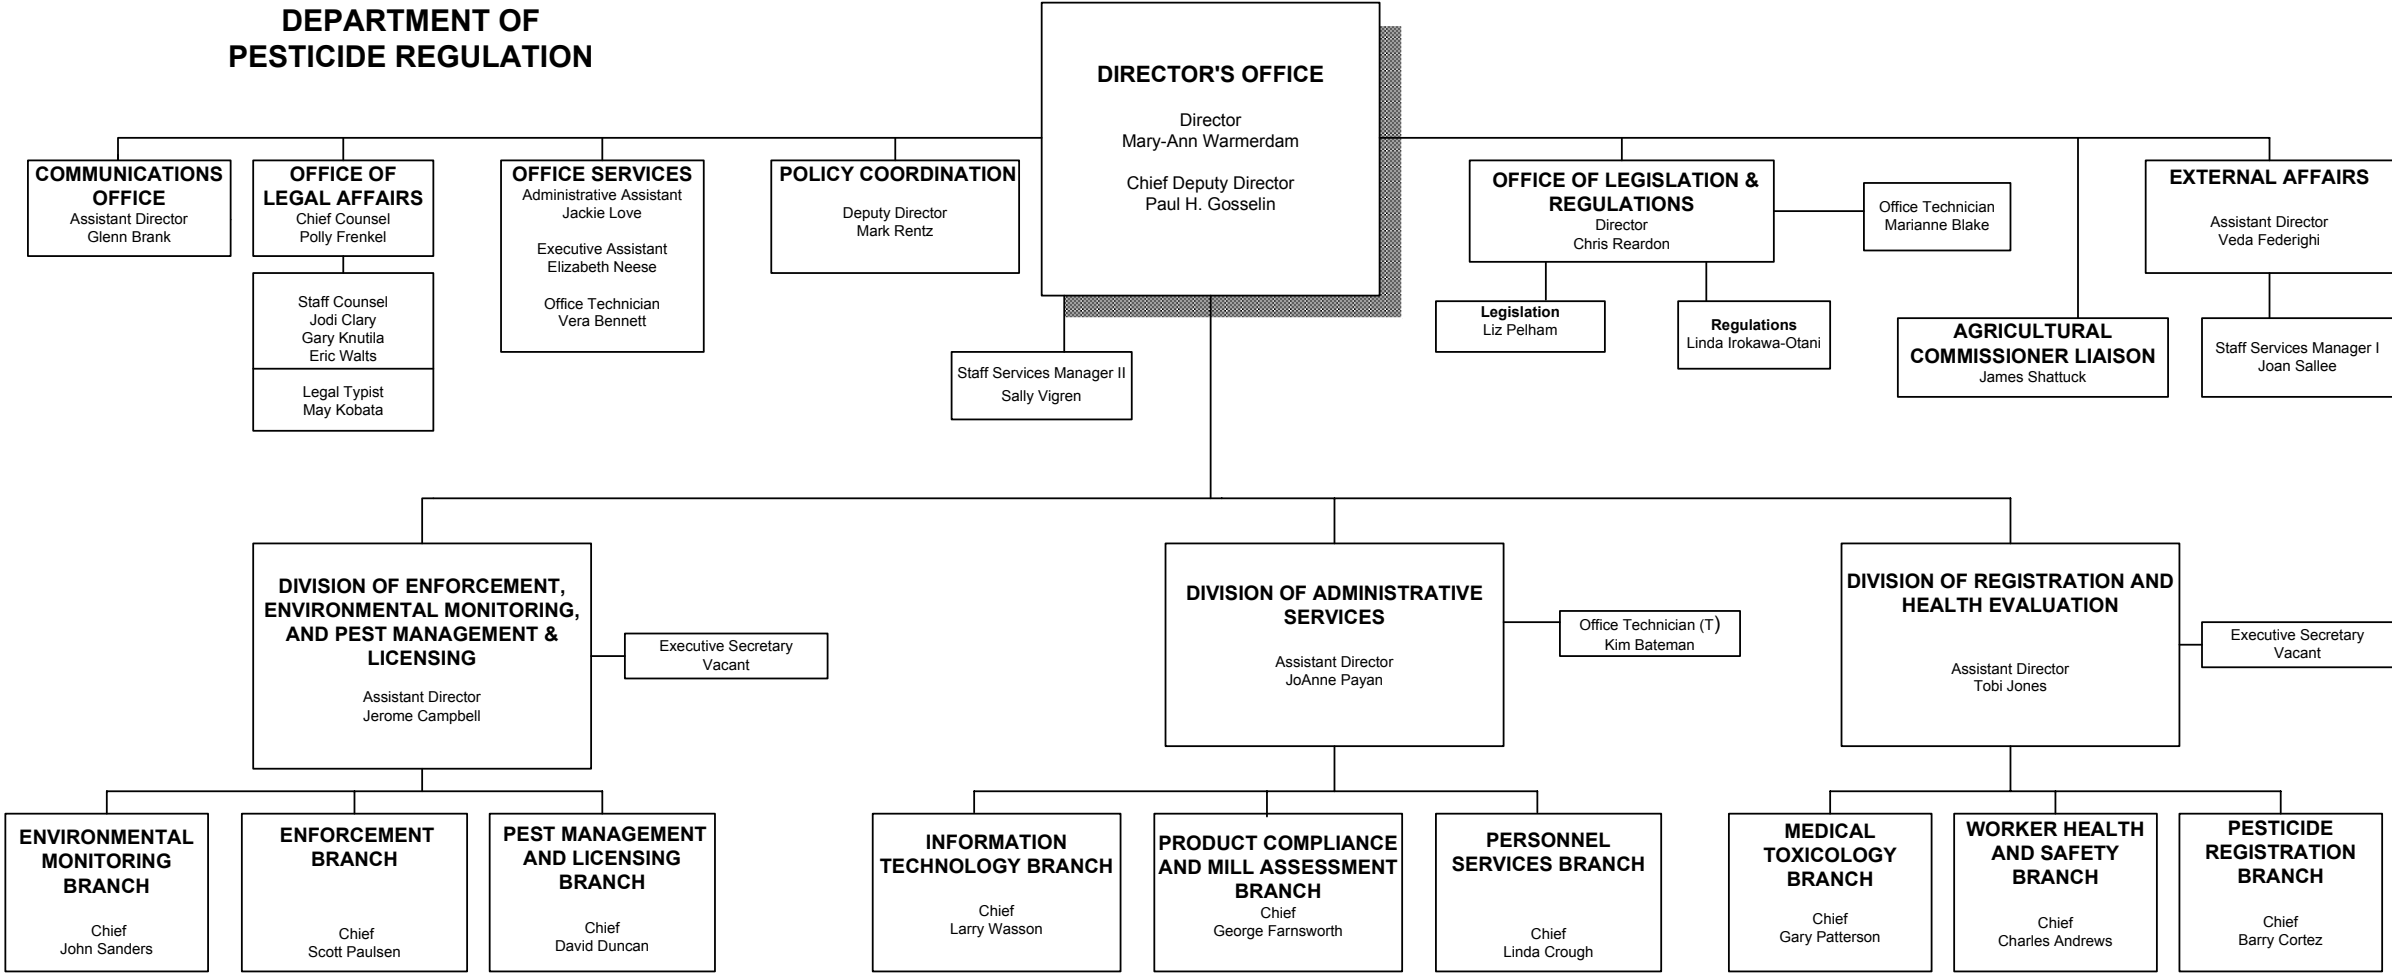 DEPARTMENT OF
PESTICIDE REGULATION
DIRECTOR'S OFFICE
Director
Mary-Ann Warmerdam
Chief Deputy Director
Paul H. Gosselin
COMMUNICATIONS
OFFICE
Assistant Director
Glenn Brank
OFFICE OF
LEGAL AFFAIRS
Chief Counsel
Polly Frenkel
Staff Counsel
Jodi Clary
Gary Knutila
Eric Walts
Legal Typist
May Kobata
OFFICE SERVICES
Administrative Assistant
Jackie Love
Executive Assistant
Elizabeth Neese
Office Technician
Vera Bennett
POLICY COORDINATION
Deputy Director
Mark Rentz
Staff Services Manager II
Sally Vigren
OFFICE OF LEGISLATION &
REGULATIONS
Director
Chris Reardon
Office Technician
Marianne Blake
Legislation
Liz Pelham
Regulations
Linda Irokawa-Otani
AGRICULTURAL
COMMISSIONER LIAISON
James Shattuck
EXTERNAL AFFAIRS
Assistant Director
Veda Federighi
Staff Services Manager I
Joan Sallee
DIVISION OF ENFORCEMENT,
ENVIRONMENTAL MONITORING,
AND PEST MANAGEMENT &
LICENSING
Assistant Director
Jerome Campbell
Executive Secretary
Vacant
DIVISION OF ADMINISTRATIVE
SERVICES
Assistant Director
JoAnne Payan
Office Technician (T)
Kim Bateman
DIVISION OF REGISTRATION AND
HEALTH EVALUATION
Assistant Director
Tobi Jones
Executive Secretary
Vacant
ENVIRONMENTAL
MONITORING
BRANCH
Chief
John Sanders
ENFORCEMENT
BRANCH
Chief
Scott Paulsen
PEST MANAGEMENT
AND LICENSING
BRANCH
Chief
David Duncan
INFORMATION
TECHNOLOGY BRANCH
Chief
Larry Wasson
PRODUCT COMPLIANCE
AND MILL ASSESSMENT
BRANCH
Chief
George Farnsworth
PERSONNEL
SERVICES BRANCH
Chief
Linda Crough
MEDICAL
TOXICOLOGY
BRANCH
Chief
Gary Patterson
WORKER HEALTH
AND SAFETY
BRANCH
Chief
Charles Andrews
PESTICIDE
REGISTRATION
BRANCH
Chief
Barry Cortez